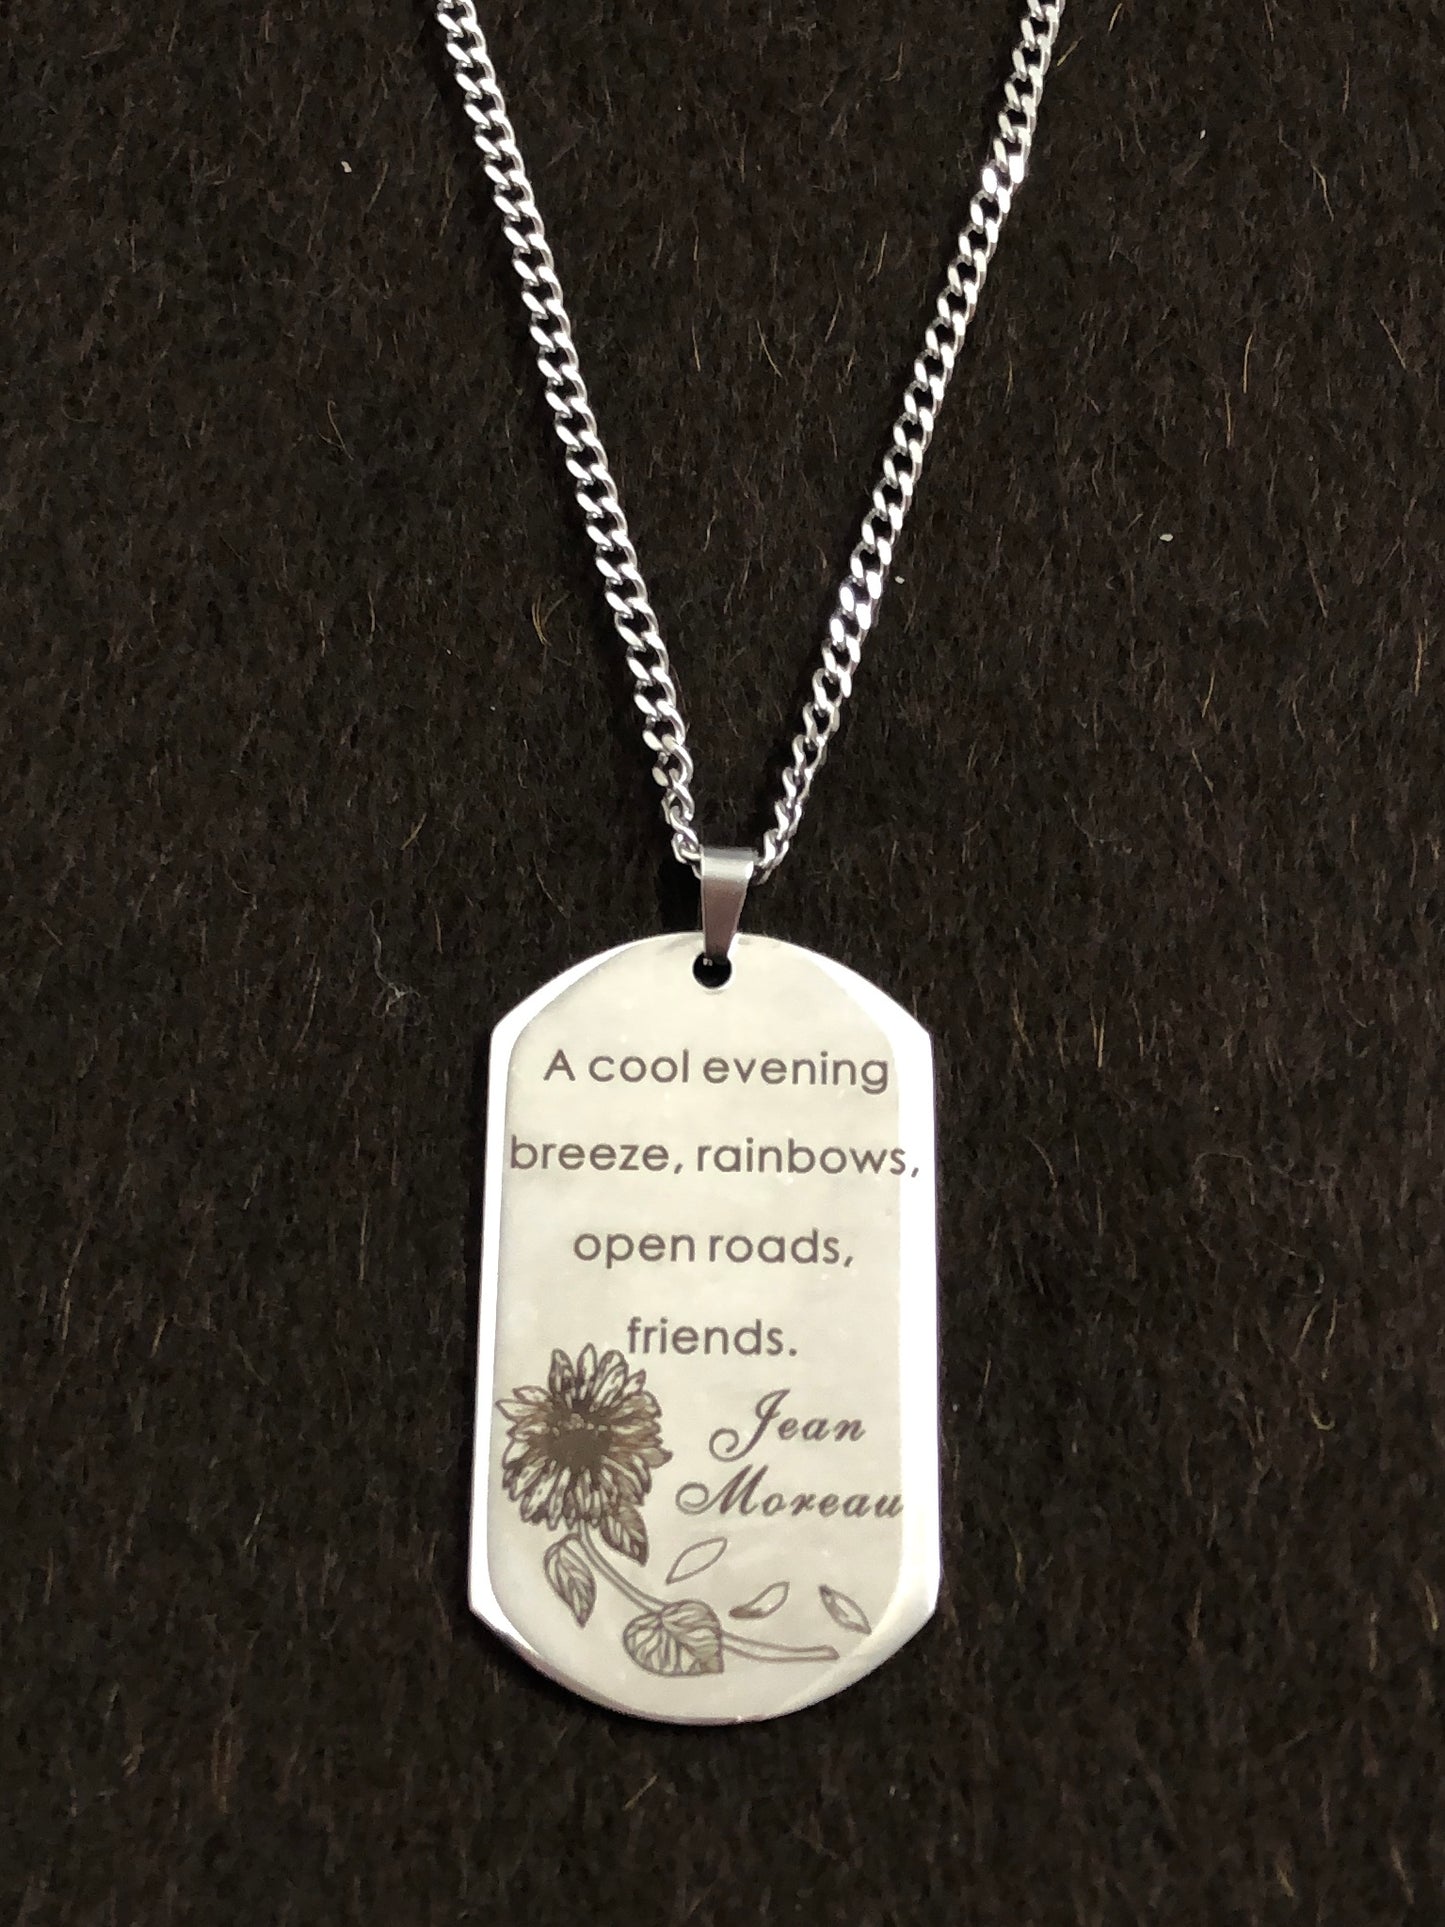 A cool evening
breeze, rainbows,
open roads,
friends.
Jean
Moreau